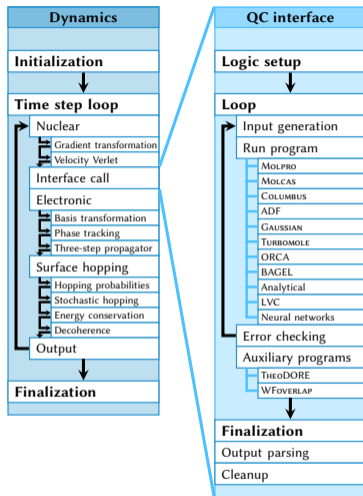 Dynamics
Initialization
Time step loop
Nuclear
Gradient transformation
Velocity Verlet
Interface call
Electronic
Basis transformation
Phase tracking
Three-step propagator
Surface hopping
Hopping probabilities
Stochastic hopping
Energy conservation
Decoherence
Output
Finalization
QC interface
Logic setup
Loop
Input generation
Run program
MOLPRO
MOLCAS
COLUMBUS
ADF
GAUSSIAN
TURBOMOLE
ORCA
BAGEL
Analytical
LVC
Neural networks
Error checking
Auxiliary programs
THEODORE
WFOVERLAP
Finalization
Output parsing
Cleanup